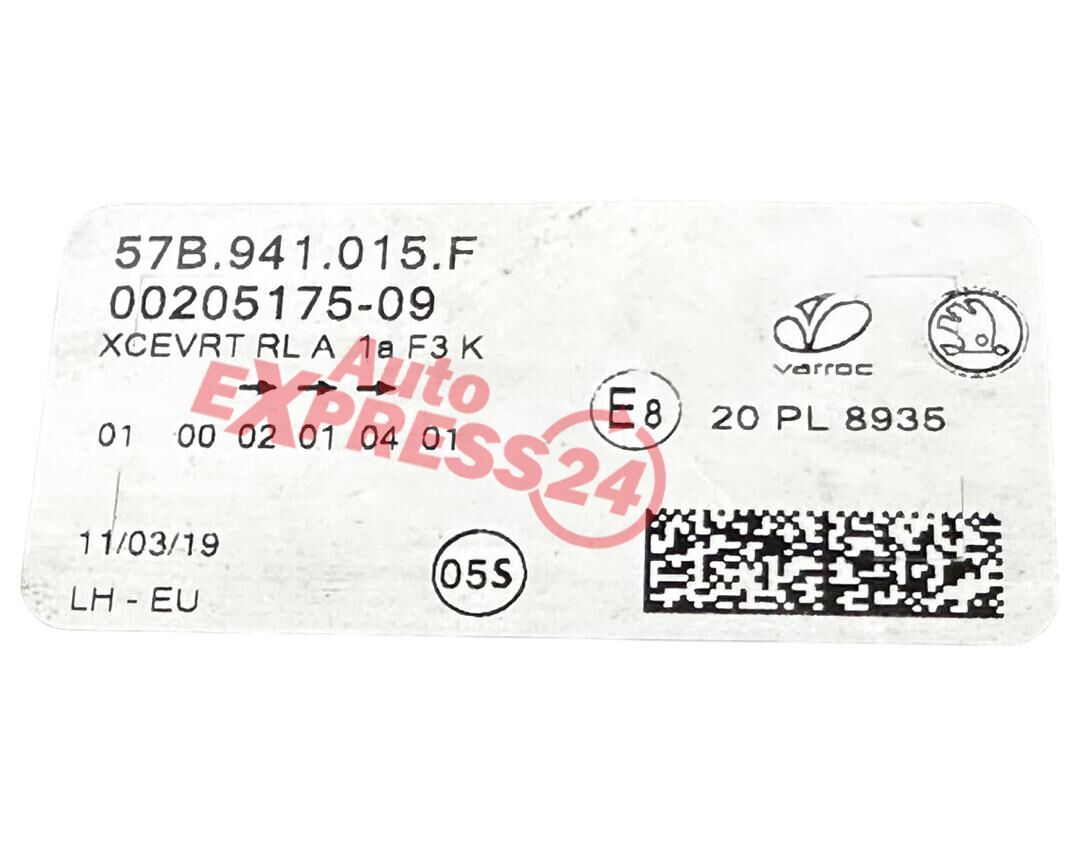 57B.941.015.F
00205175-09
XCEVRT RL A 1a F3 K
01 00 02 01 04 01
11/03/19
LH - EU
05S
varroc
E8 20 PL 8935
Auto
EXPRESS24